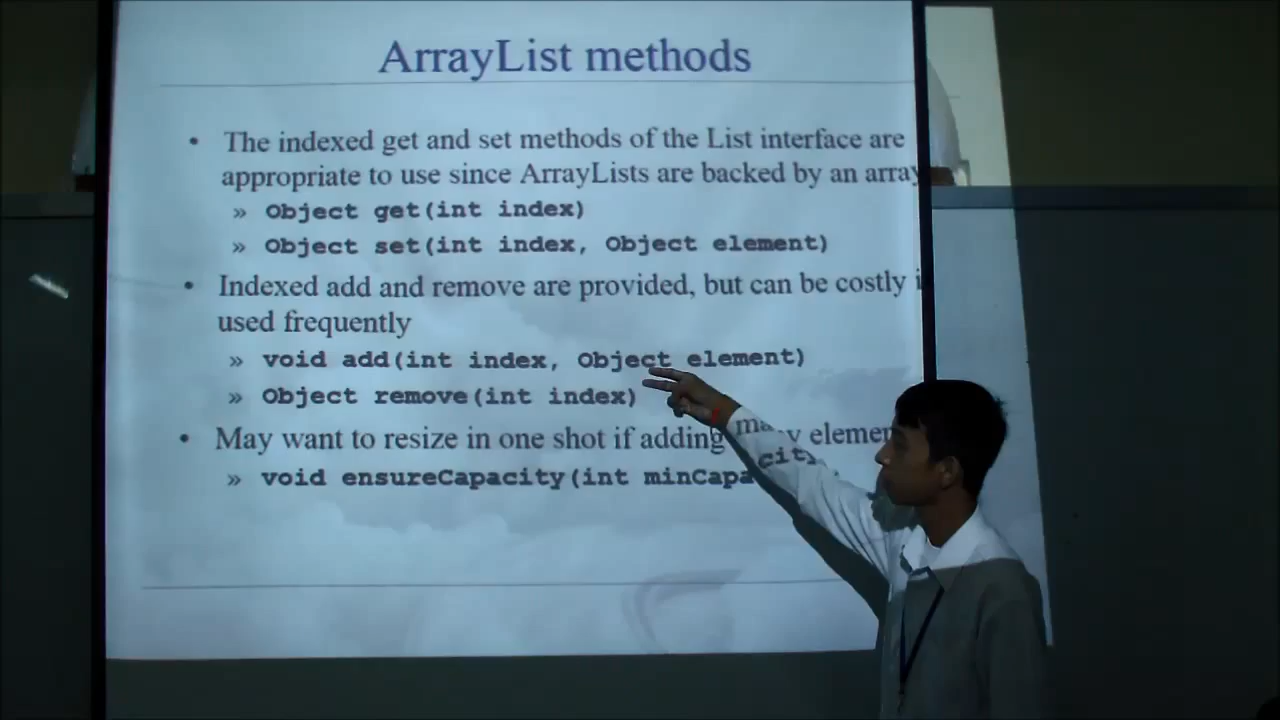 ArrayList methods
• The indexed get and set methods of the List interface are
appropriate to use since ArrayLists are backed by an array
» Object get(int index)
» Object set(int index, Object element)
• Indexed add and remove are provided, but can be costly
used frequently
» void add(int index, Object element)
» Object remove(int index)
• May want to resize in one shot if adding many elemen
» void ensureCapacity(int minCapacity)